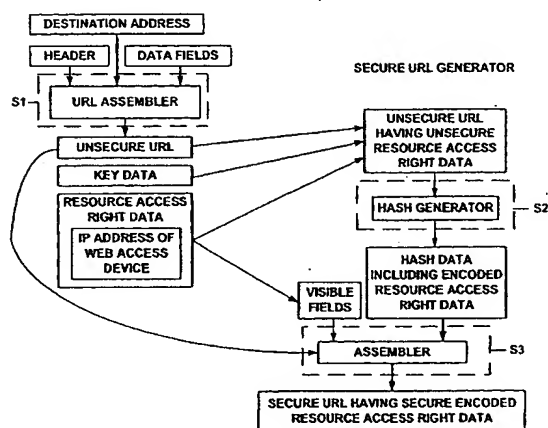 DESTINATION ADDRESS
HEADER
DATA FIELDS
S1
URL ASSEMBLER
UNSECURE URL
KEY DATA
RESOURCE ACCESS
RIGHT DATA
IP ADDRESS OF
WEB ACCESS
DEVICE
SECURE URL GENERATOR
UNSECURE URL
HAVING UNSECURE
RESOURCE ACCESS
RIGHT DATA
HASH GENERATOR
S2
HASH DATA
INCLUDING ENCODED
RESOURCE ACCESS
RIGHT DATA
VISIBLE
FIELDS
ASSEMBLER
S3
SECURE URL HAVING SECURE ENCODED
RESOURCE ACCESS RIGHT DATA